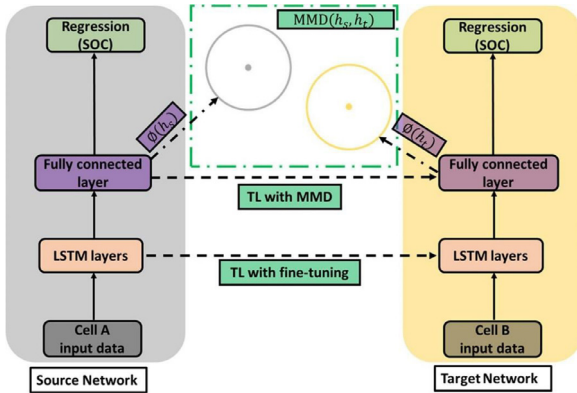 Regression
(SOC)
MMD(hₛ, hₜ)
Regression
(SOC)
∅(hₛ)
∅(hₜ)
Fully connected
layer
TL with MMD
Fully connected
layer
LSTM layers
TL with fine-tuning
LSTM layers
Cell A
input data
Cell B
input data
Source Network
Target Network